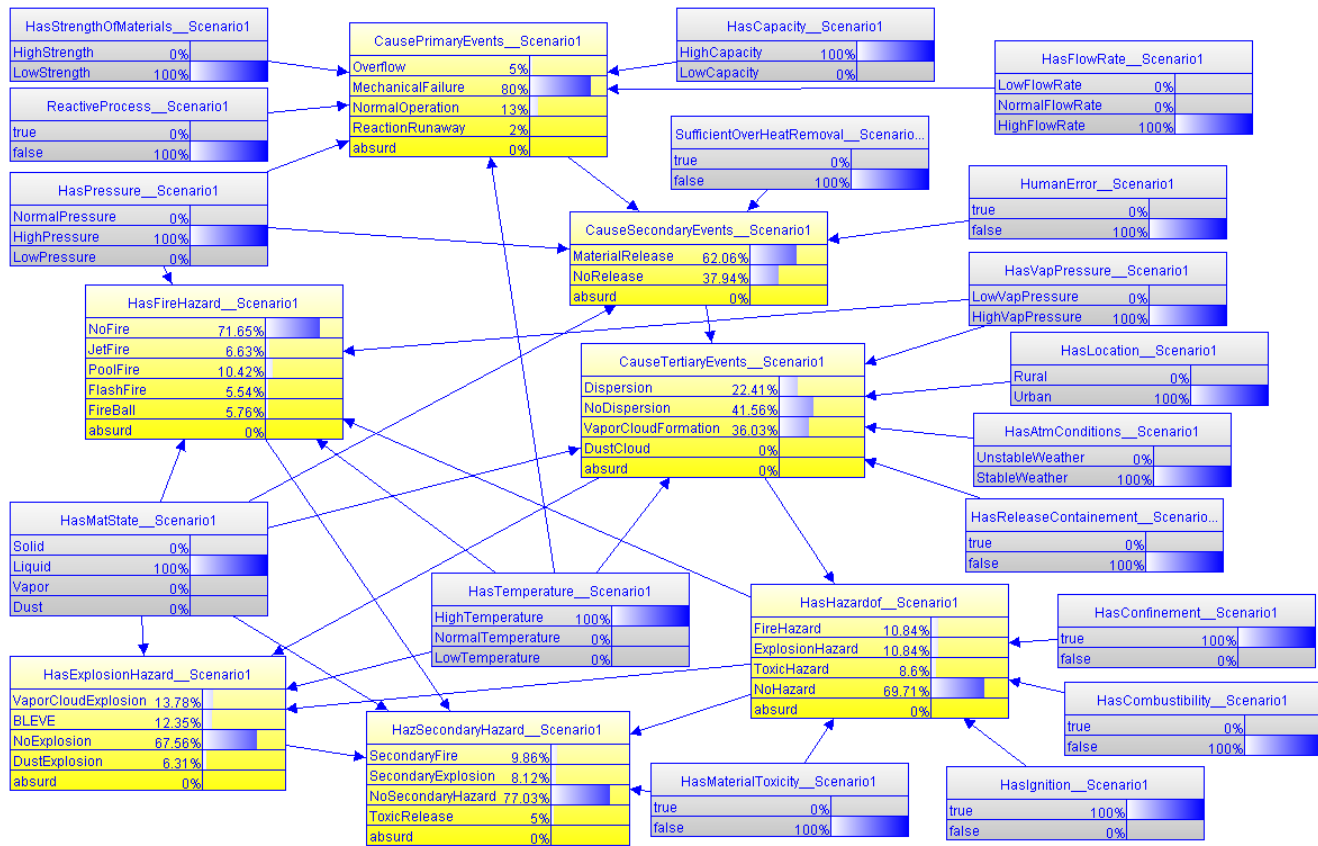 HasStrengthOfMaterials__Scenario1
HighStrength 0%
LowStrength 100%
CausePrimaryEvents__Scenario1
Overflow 5%
MechanicalFailure 80%
NormalOperation 13%
ReactionRunaway 2%
absurd 0%
HasCapacity__Scenario1
HighCapacity 100%
LowCapacity 0%
HasFlowRate__Scenario1
LowFlowRate 0%
NormalFlowRate 0%
HighFlowRate 100%
ReactiveProcess__Scenario1
true 0%
false 100%
SufficientOverHeatRemoval__Scenario...
true 0%
false 100%
HasPressure__Scenario1
NormalPressure 0%
HighPressure 100%
LowPressure 0%
HumanError__Scenario1
true 0%
false 100%
CauseSecondaryEvents__Scenario1
MaterialRelease 62.06%
NoRelease 37.94%
absurd 0%
HasVapPressure__Scenario1
LowVapPressure 0%
HighVapPressure 100%
HasFireHazard__Scenario1
NoFire 71.65%
JetFire 6.63%
PoolFire 10.42%
FlashFire 5.54%
FireBall 5.76%
absurd 0%
CauseTertiaryEvents__Scenario1
Dispersion 22.41%
NoDispersion 41.56%
VaporCloudFormation 36.03%
DustCloud 0%
absurd 0%
HasLocation__Scenario1
Rural 0%
Urban 100%
HasAtmConditions__Scenario1
UnstableWeather 0%
StableWeather 100%
HasMatState__Scenario1
Solid 0%
Liquid 100%
Vapor 0%
Dust 0%
HasReleaseContainement__Scenario...
true 0%
false 100%
HasTemperature__Scenario1
HighTemperature 100%
NormalTemperature 0%
LowTemperature 0%
HasHazardof__Scenario1
FireHazard 10.84%
ExplosionHazard 10.84%
ToxicHazard 8.6%
NoHazard 69.71%
absurd 0%
HasConfinement__Scenario1
true 100%
false 0%
HasExplosionHazard__Scenario1
VaporCloudExplosion 13.78%
BLEVE 12.35%
NoExplosion 67.56%
DustExplosion 6.31%
absurd 0%
HazSecondaryHazard__Scenario1
SecondaryFire 9.86%
SecondaryExplosion 8.12%
NoSecondaryHazard 77.03%
ToxicRelease 5%
absurd 0%
HasCombustibility__Scenario1
true 0%
false 100%
HasMaterialToxicity__Scenario1
true 0%
false 100%
HasIgnition__Scenario1
true 100%
false 0%